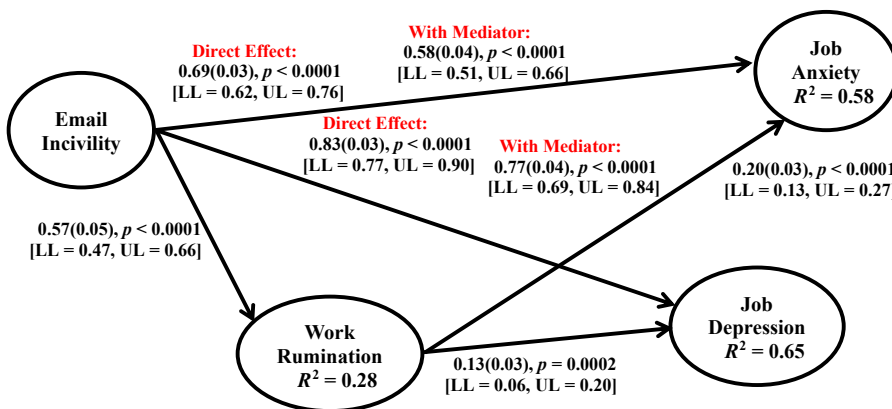 With Mediator:
0.58(0.04), p < 0.0001
[LL = 0.51, UL = 0.66]
Direct Effect:
0.69(0.03), p < 0.0001
[LL = 0.62, UL = 0.76]
Job
Anxiety
R² = 0.58
Email
Incivility
Direct Effect:
0.83(0.03), p < 0.0001
[LL = 0.77, UL = 0.90]
With Mediator:
0.77(0.04), p < 0.0001
[LL = 0.69, UL = 0.84]
0.20(0.03), p < 0.0001
[LL = 0.13, UL = 0.27]
0.57(0.05), p < 0.0001
[LL = 0.47, UL = 0.66]
Work
Rumination
R² = 0.28
Job
Depression
R² = 0.65
0.13(0.03), p = 0.0002
[LL = 0.06, UL = 0.20]